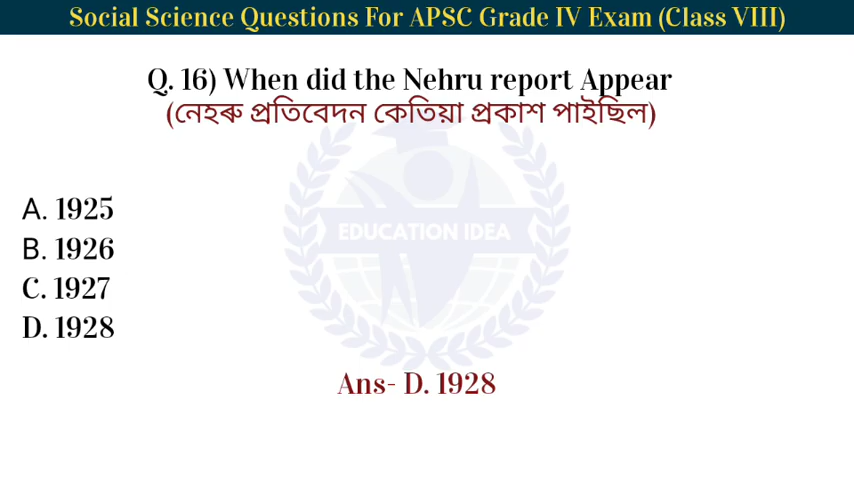 Social Science Questions For APSC Grade IV Exam (Class VIII)
Q. 16) When did the Nehru report Appear
(নেহৰু প্ৰতিবেদন কেতিয়া প্ৰকাশ পাইছিল)
EDUCATION IDEA
A. 1925
B. 1926
C. 1927
D. 1928
Ans- D. 1928